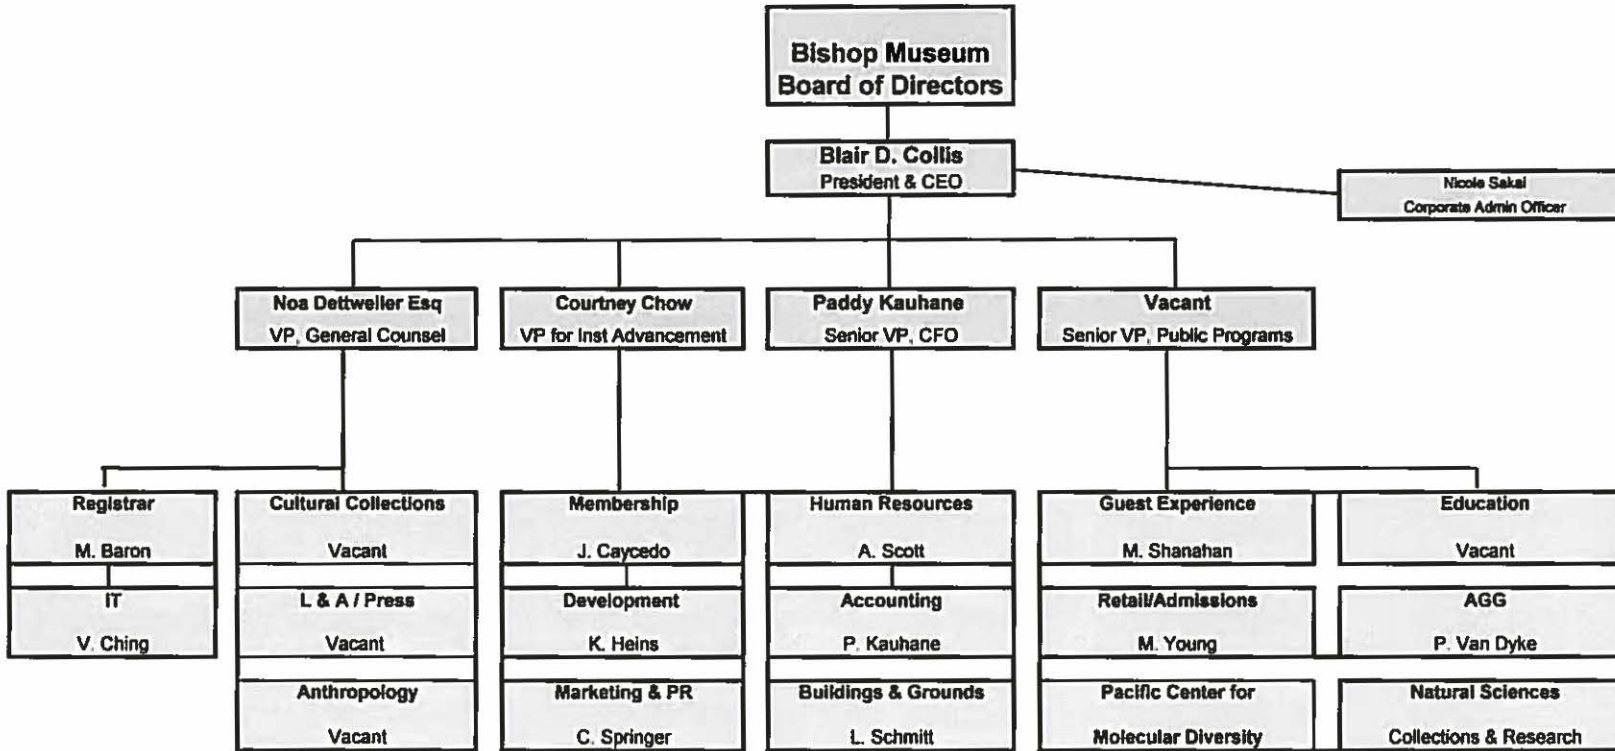 Bishop Museum
Board of Directors
Blair D. Collis
President & CEO
Nicole Sakai
Corporate Admin Officer
Noa Dettweiler Esq
VP, General Counsel
Courtney Chow
VP for Inst Advancement
Paddy Kauhane
Senior VP, CFO
Vacant
Senior VP, Public Programs
Registrar
M. Baron
Cultural Collections
Vacant
Membership
J. Caycedo
Human Resources
A. Scott
Guest Experience
M. Shanahan
Education
Vacant
IT
V. Ching
L & A / Press
Vacant
Development
K. Heins
Accounting
P. Kauhane
Retail/Admissions
M. Young
AGG
P. Van Dyke
Anthropology
Vacant
Marketing & PR
C. Springer
Buildings & Grounds
L. Schmitt
Pacific Center for
Molecular Diversity
Natural Sciences
Collections & Research